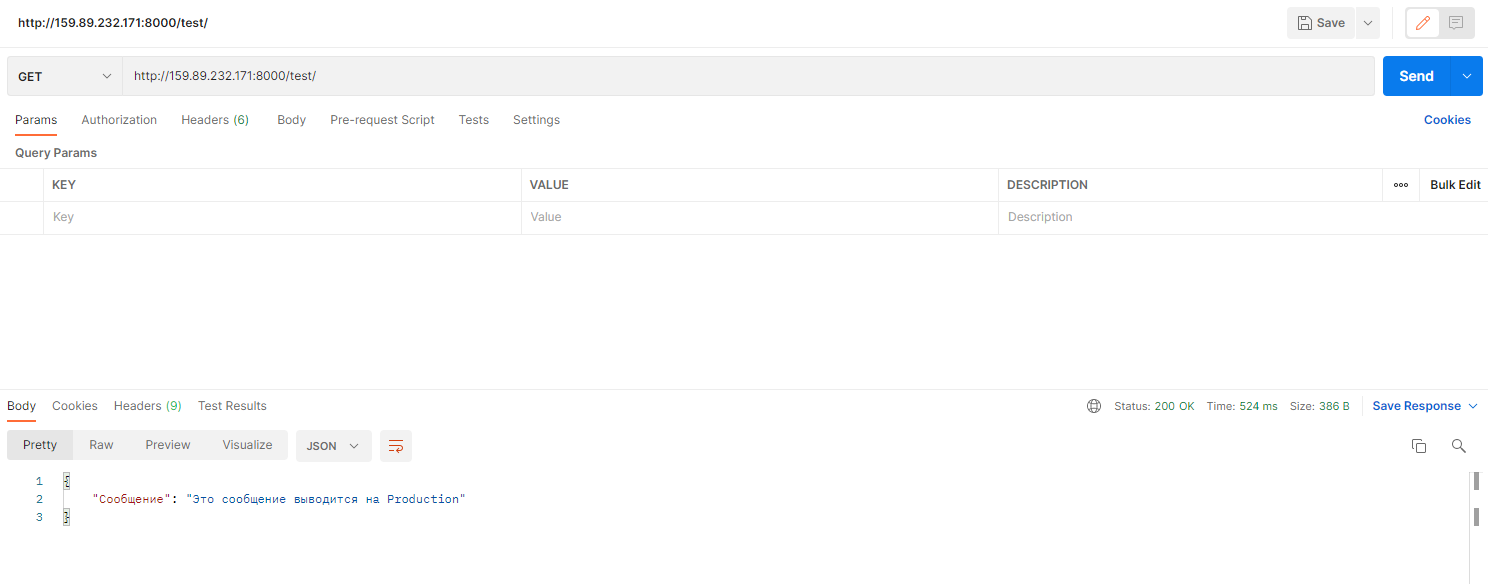 http://159.89.232.171:8000/test/
Save
GET
http://159.89.232.171:8000/test/
Send
Params Authorization Headers (6) Body Pre-request Script Tests Settings Cookies
Query Params
KEY VALUE DESCRIPTION Bulk Edit
Key Value Description
Body Cookies Headers (9) Test Results Status: 200 OK Time: 524 ms Size: 386 B Save Response
Pretty Raw Preview Visualize JSON
1 {
2 "Сообщение": "Это сообщение выводится на Production"
3 }